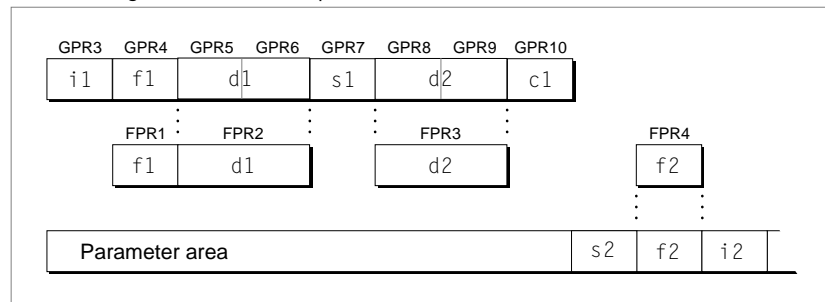 GPR3 GPR4 GPR5 GPR6 GPR7 GPR8 GPR9 GPR10
i1 f1 d1 s1 d2 c1
FPR1 FPR2 FPR3 FPR4
f1 d1 d2 f2
Parameter area s2 f2 i2